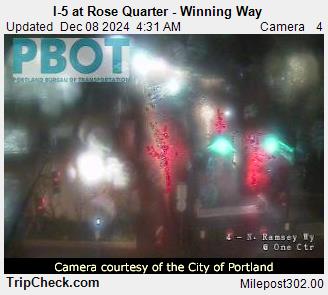 I-5 at Rose Quarter - Winning Way
Updated Dec 08 2024 4:31 AM Camera 4
PBOT
PORTLAND BUREAU OF TRANSPORTATION
4 - N. Ramsey Wy
@ One Ctr
Camera courtesy of the City of Portland
TripCheck.com Milepost302.00